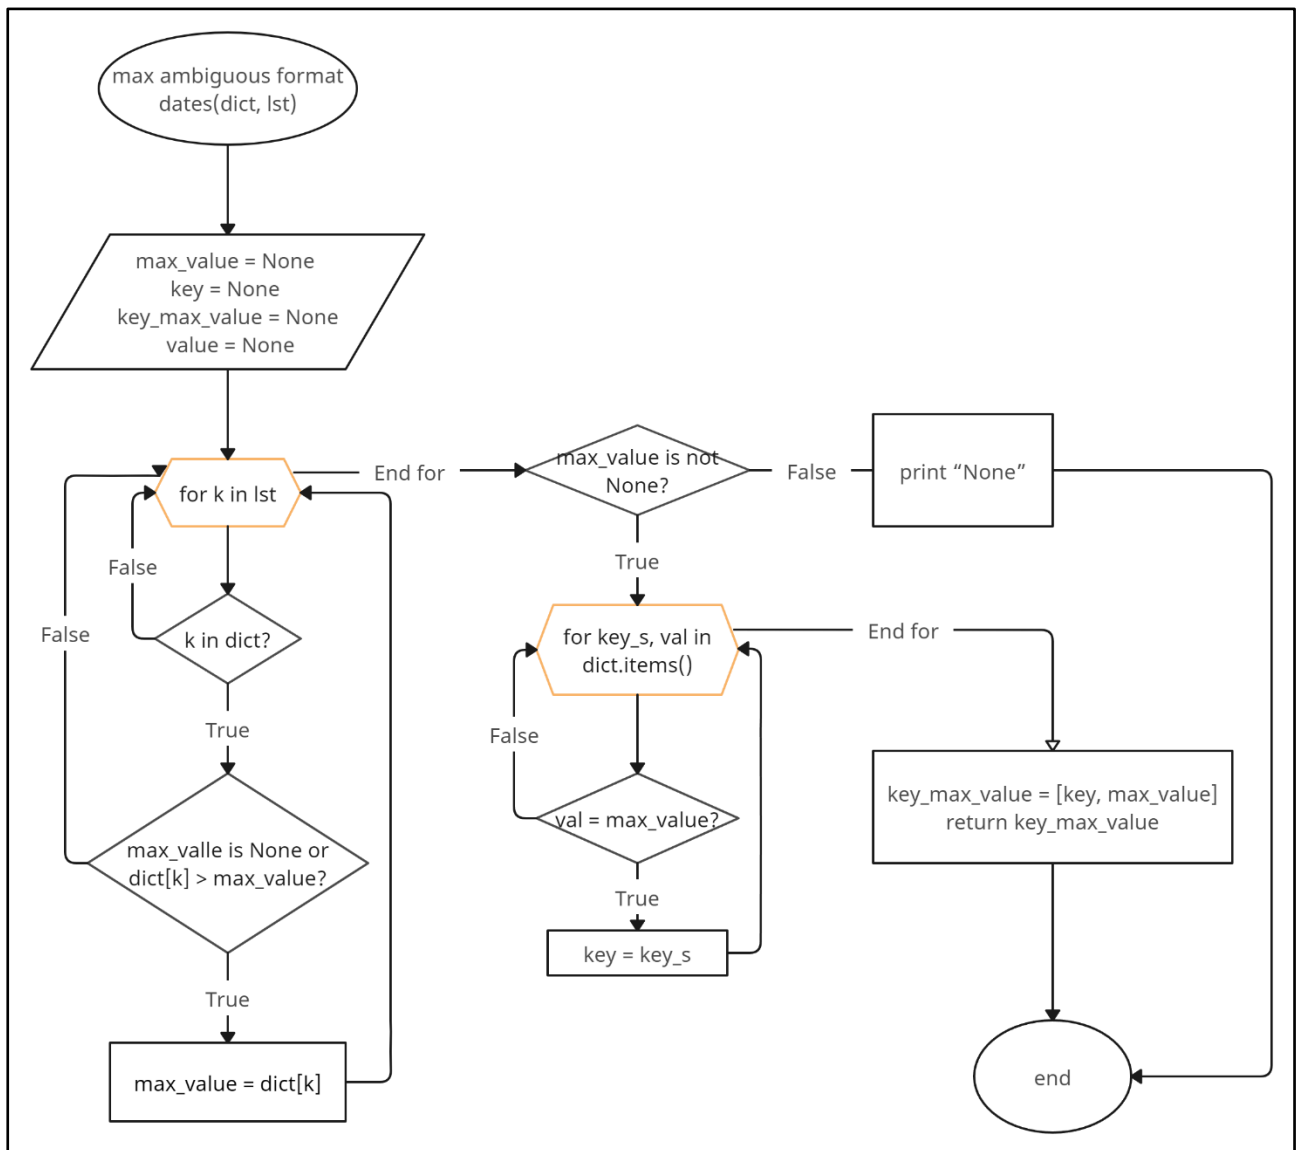 max ambiguous format
dates(dict, lst)
max_value = None
key = None
key_max_value = None
value = None
for k in lst
End for
False
k in dict?
False
True
max_valle is None or
dict[k] > max_value?
True
max_value = dict[k]
max_value is not
None?
False
print “None”
True
for key_s, val in
dict.items()
End for
False
val = max_value?
True
key = key_s
key_max_value = [key, max_value]
return key_max_value
end